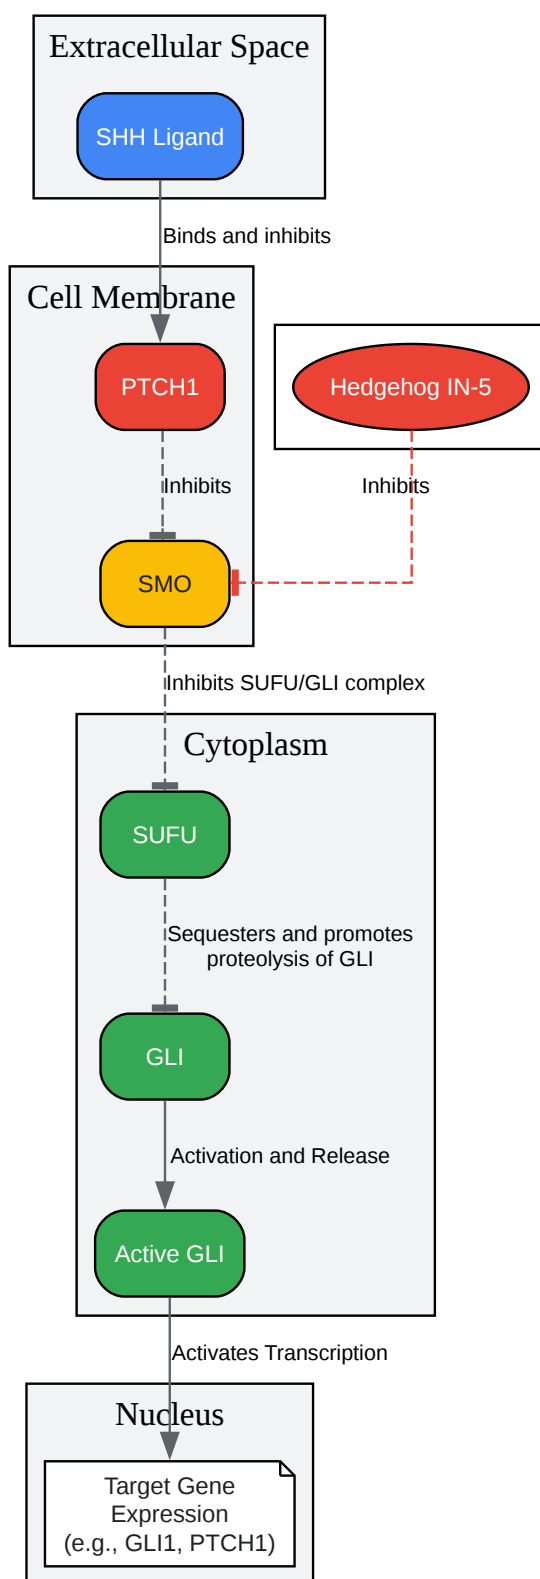 Extracellular Space
SHH Ligand
Binds and inhibits
Cell Membrane
PTCH1
Hedgehog IN-5
Inhibits
Inhibits
SMO
Inhibits SUFU/GLI complex
Cytoplasm
SUFU
Sequesters and promotes
proteolysis of GLI
GLI
Activation and Release
Active GLI
Activates Transcription
Nucleus
Target Gene
Expression
(e.g., GLI1, PTCH1)